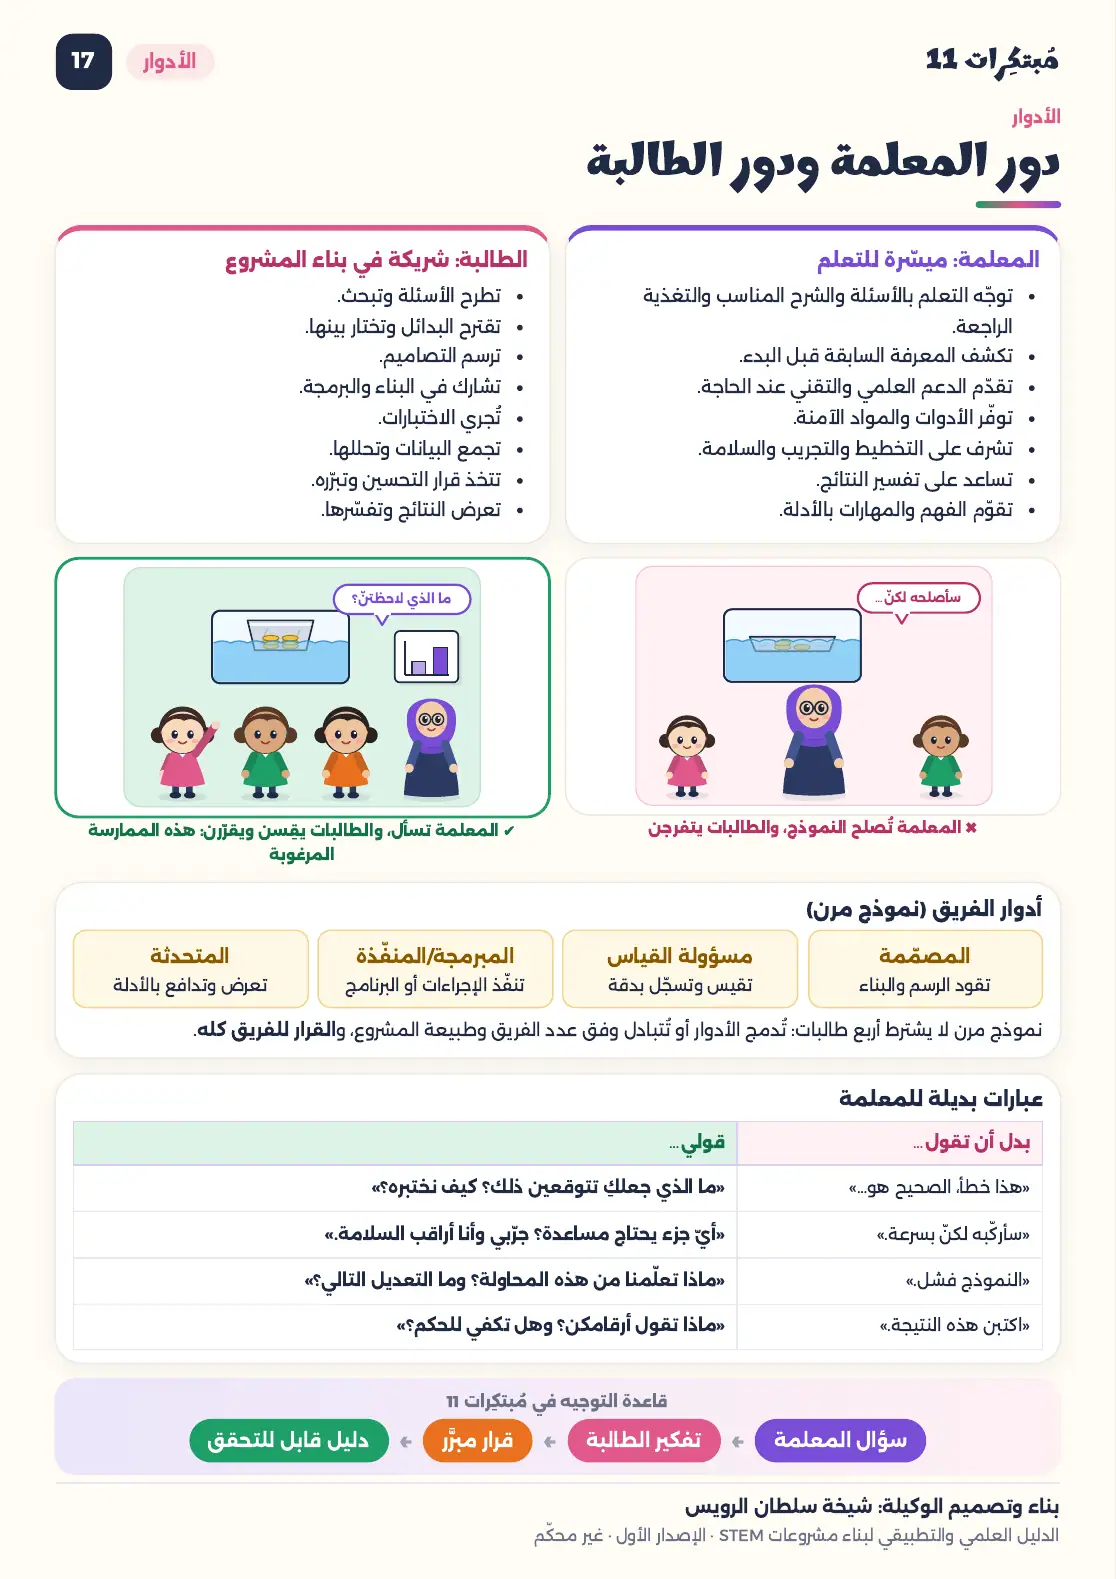 مُبتكِرات 11
الأدوار
17
الأدوار
دور المعلمة ودور الطالبة
المعلمة: ميسّرة للتعلم
• توجّه التعلم بالأسئلة والشرح المناسب والتغذية
الراجعة.
• تكشف المعرفة السابقة قبل البدء.
• تقدّم الدعم العلمي والتقني عند الحاجة.
• توفّر الأدوات والمواد الآمنة.
• تشرف على التخطيط والتجريب والسلامة.
• تساعد على تفسير النتائج.
• تقوّم الفهم والمهارات بالأدلة.
الطالبة: شريكة في بناء المشروع
• تطرح الأسئلة وتبحث.
• تقترح البدائل وتختار بينها.
• ترسم التصاميم.
• تشارك في البناء والبرمجة.
• تُجري الاختبارات.
• تجمع البيانات وتحللها.
• تتخذ قرار التحسين وتبرّره.
• تعرض النتائج وتفسّرها.
سأصلحه لكنّ...
✖ المعلمة تُصلح النموذج، والطالبات يتفرجن
ما الذي لاحظتنّ؟
✔ المعلمة تسأل، والطالبات يقِسن ويقرّرن: هذه الممارسة
المرغوبة
أدوار الفريق (نموذج مرن)
المصمّمة
تقود الرسم والبناء
مسؤولة القياس
تقيس وتسجّل بدقة
المبرمجة/المنفّذة
تنفّذ الإجراءات أو البرنامج
المتحدثة
تعرض وتدافع بالأدلة
نموذج مرن لا يشترط أربع طالبات: تُدمج الأدوار أو تُتبادل وفق عدد الفريق وطبيعة المشروع، والقرار للفريق كله.
عبارات بديلة للمعلمة
بدل أن تقول...
قولي...
«هذا خطأ، الصحيح هو...»
«ما الذي جعلكِ تتوقعين ذلك؟ كيف نختبره؟»
«سأركّبه لكنّ بسرعة.»
«أيّ جزء يحتاج مساعدة؟ جرّبي وأنا أراقب السلامة.»
«النموذج فشل.»
«ماذا تعلّمنا من هذه المحاولة؟ وما التعديل التالي؟»
«اكتبن هذه النتيجة.»
«ماذا تقول أرقامكن؟ وهل تكفي للحكم؟»
قاعدة التوجيه في مُبتكِرات 11
سؤال المعلمة ← تفكير الطالبة ← قرار مبرَّر ← دليل قابل للتحقق
بناء وتصميم الوكيلة: شيخة سلطان الرويس
الدليل العلمي والتطبيقي لبناء مشروعات STEM · الإصدار الأول · غير محكّم